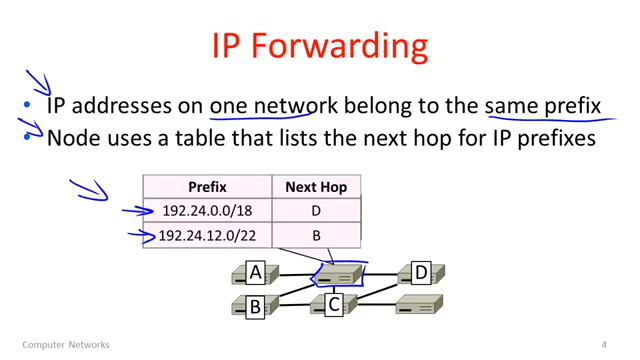 IP Forwarding
• IP addresses on one network belong to the same prefix
• Node uses a table that lists the next hop for IP prefixes
Prefix Next Hop
192.24.0.0/18 D
192.24.12.0/22 B
A D
B C
Computer Networks 4